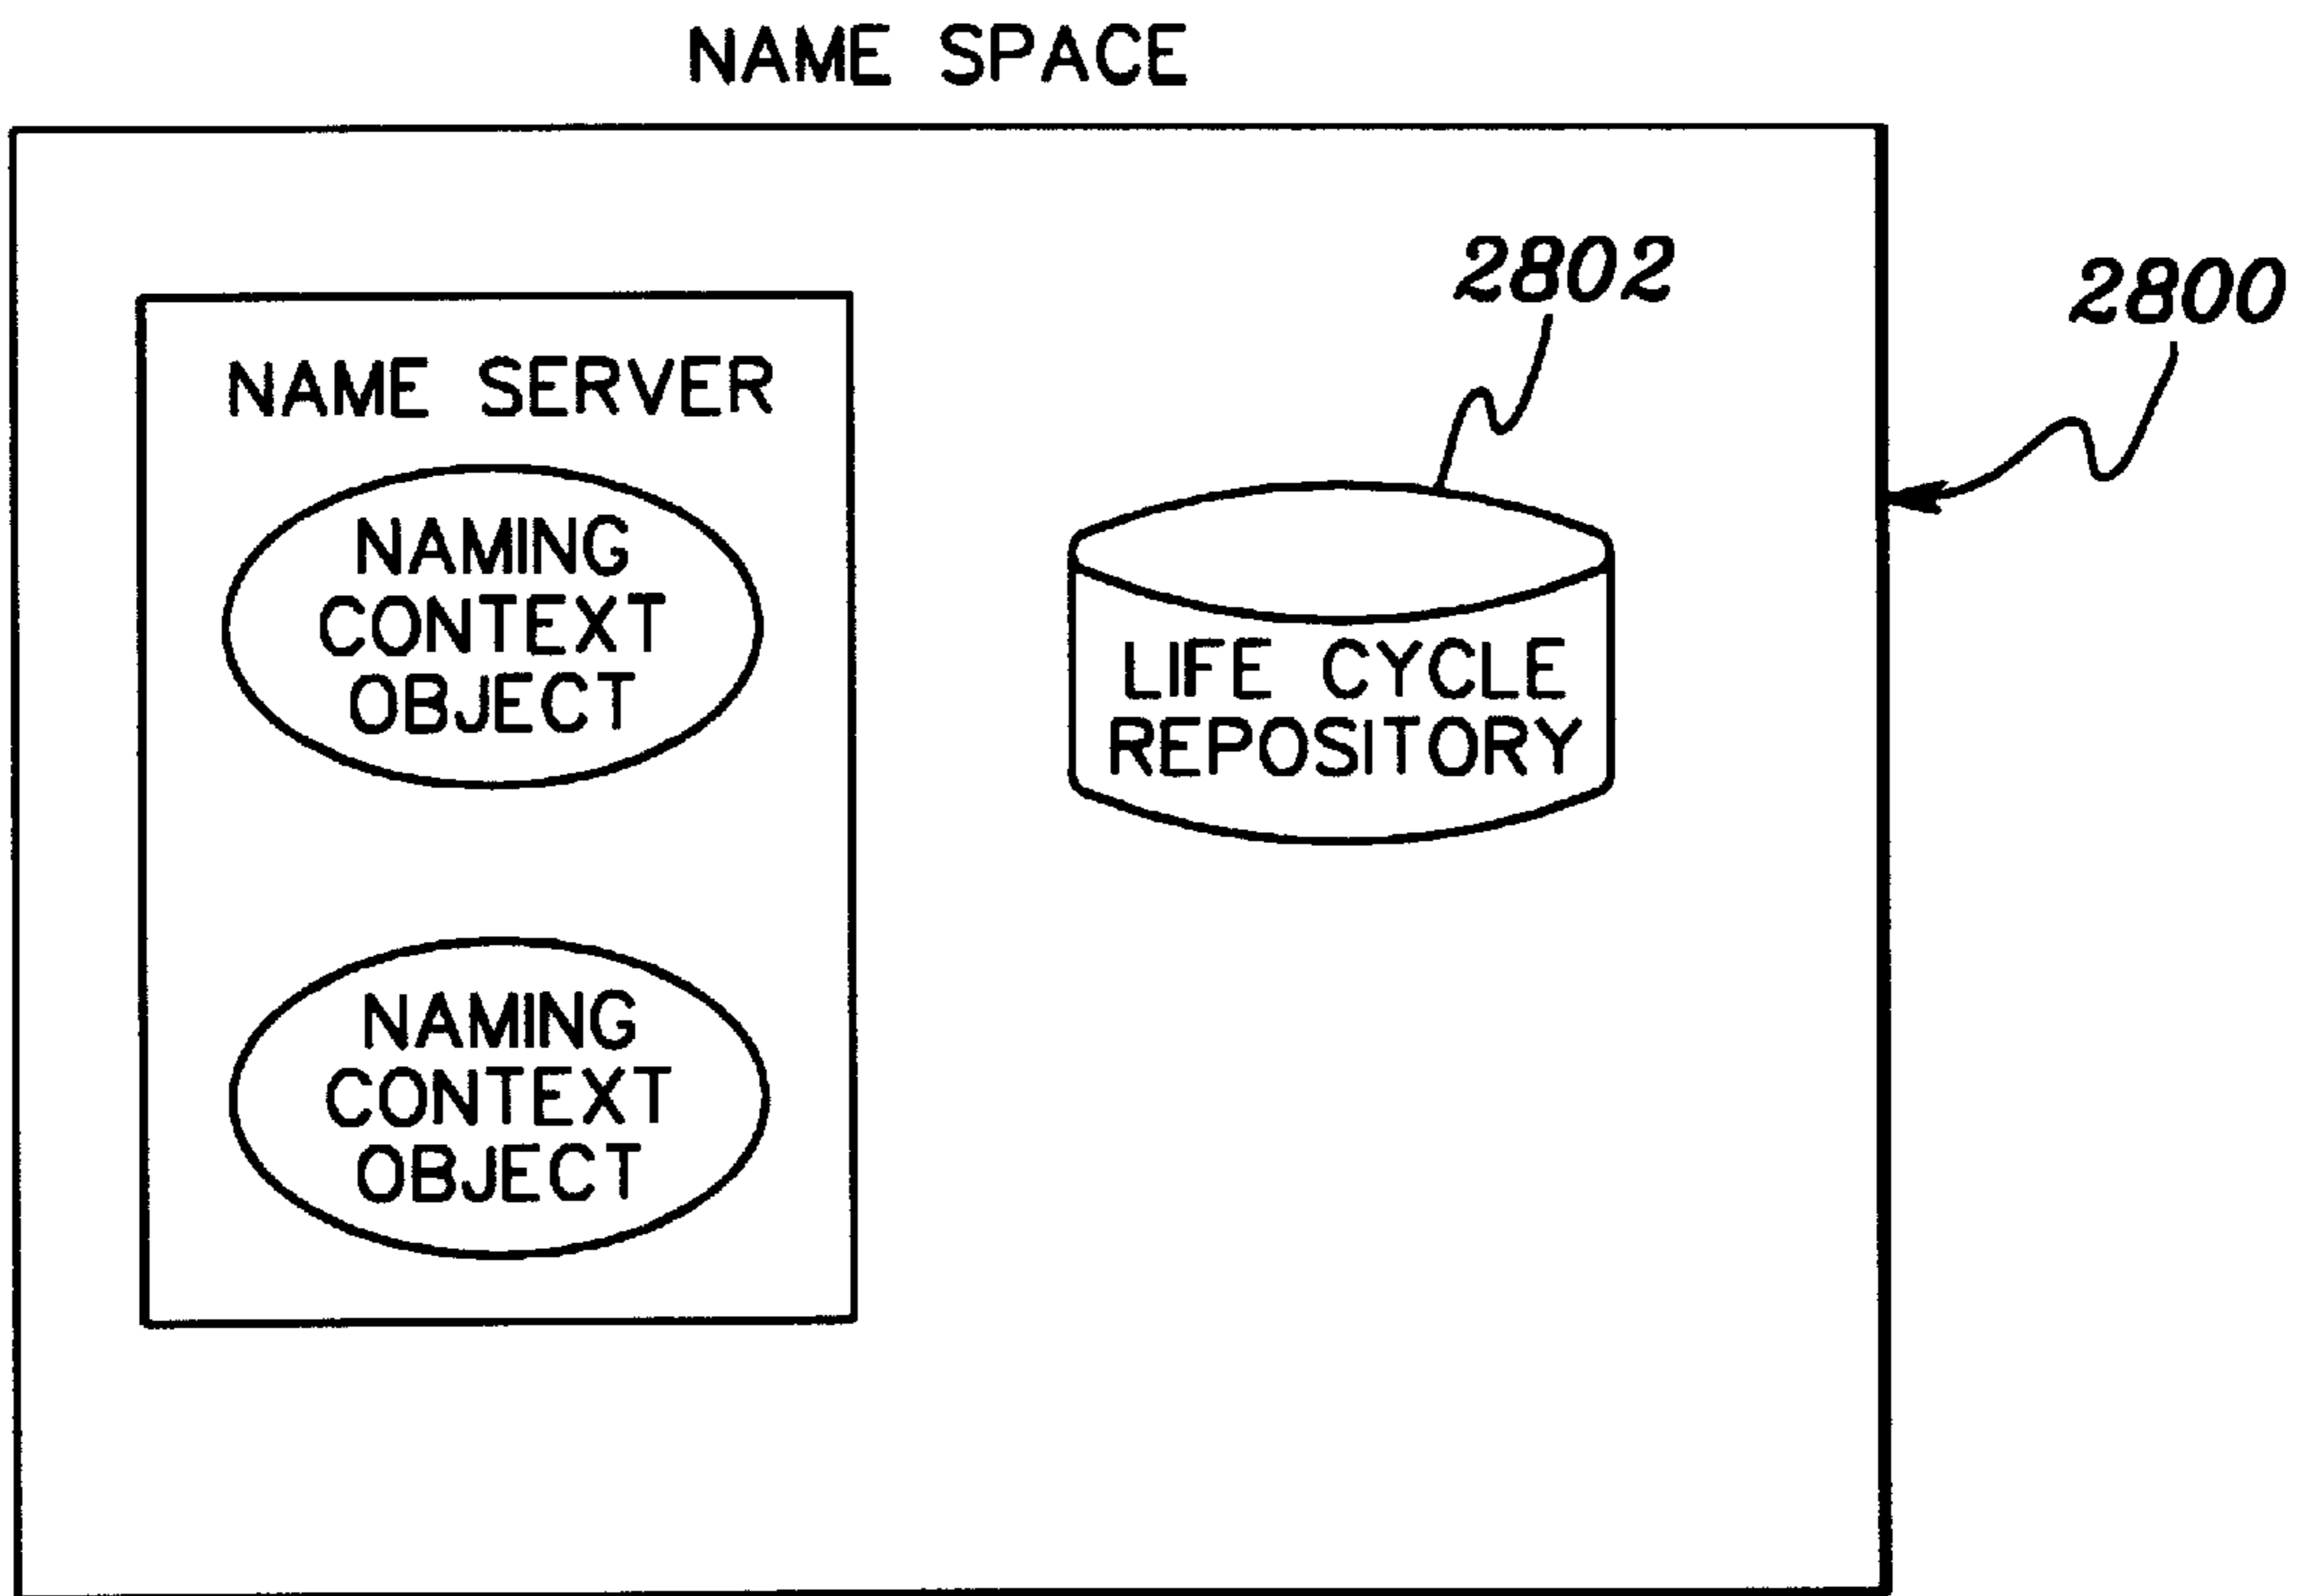 NAME SPACE
2802
2800
NAME SERVER
NAMING
CONTEXT
OBJECT
LIFE CYCLE
REPOSITORY
NAMING
CONTEXT
OBJECT